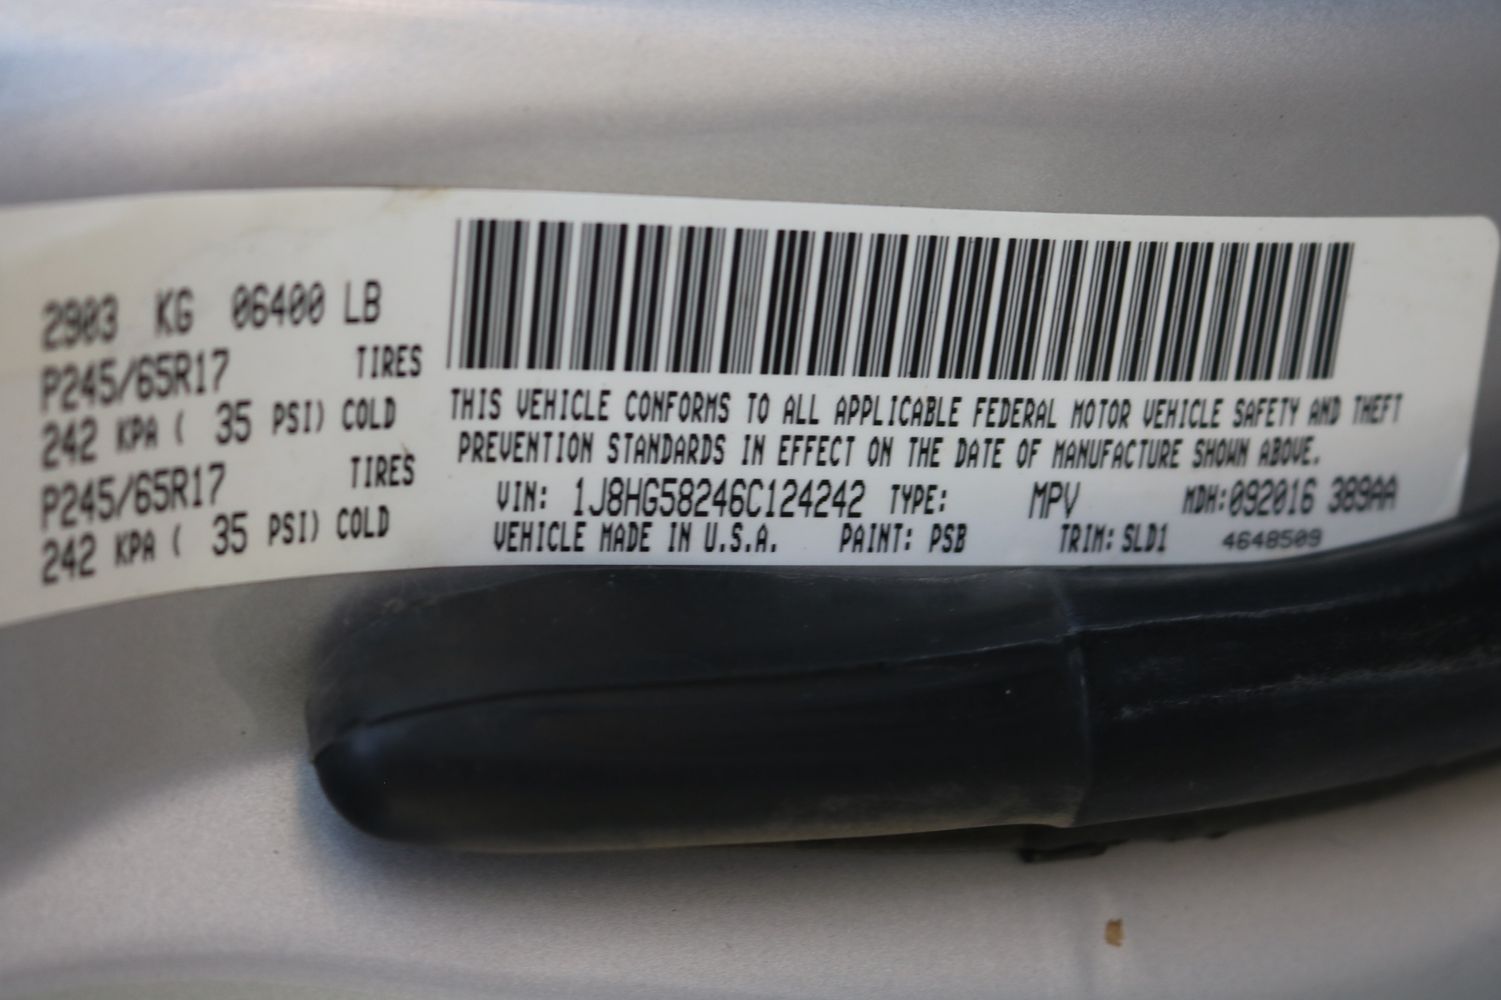 2903 KG 06400 LB
P245/65R17 TIRES
242 KPA ( 35 PSI) COLD
P245/65R17 TIRES
242 KPA ( 35 PSI) COLD
THIS VEHICLE CONFORMS TO ALL APPLICABLE FEDERAL MOTOR VEHICLE SAFETY AND THEFT
PREVENTION STANDARDS IN EFFECT ON THE DATE OF MANUFACTURE SHOWN ABOVE.
VIN: 1J8HG58246C124242 TYPE: MPV MDH:092016 389AA
VEHICLE MADE IN U.S.A. PAINT: PSB TRIM: SLD1 4648509